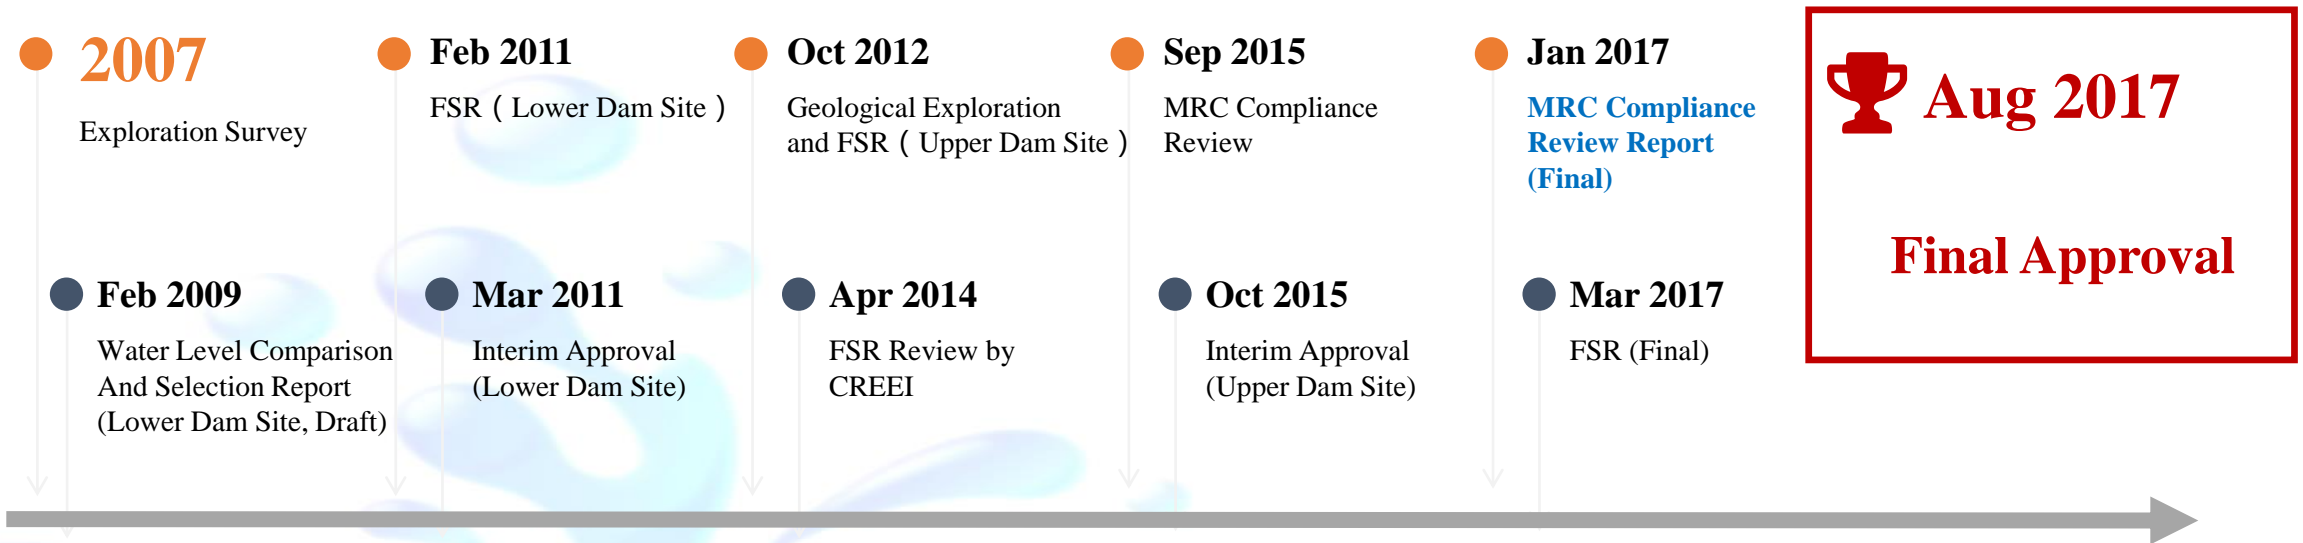 2007
Exploration Survey
Feb 2009
Water Level Comparison
And Selection Report
(Lower Dam Site, Draft)
Feb 2011
FSR（Lower Dam Site）
Mar 2011
Interim Approval
(Lower Dam Site)
Oct 2012
Geological Exploration
and FSR（Upper Dam Site）
Apr 2014
FSR Review by
CREEI
Sep 2015
MRC Compliance
Review
Oct 2015
Interim Approval
(Upper Dam Site)
Jan 2017
MRC Compliance
Review Report
(Final)
Mar 2017
FSR (Final)
Aug 2017
Final Approval